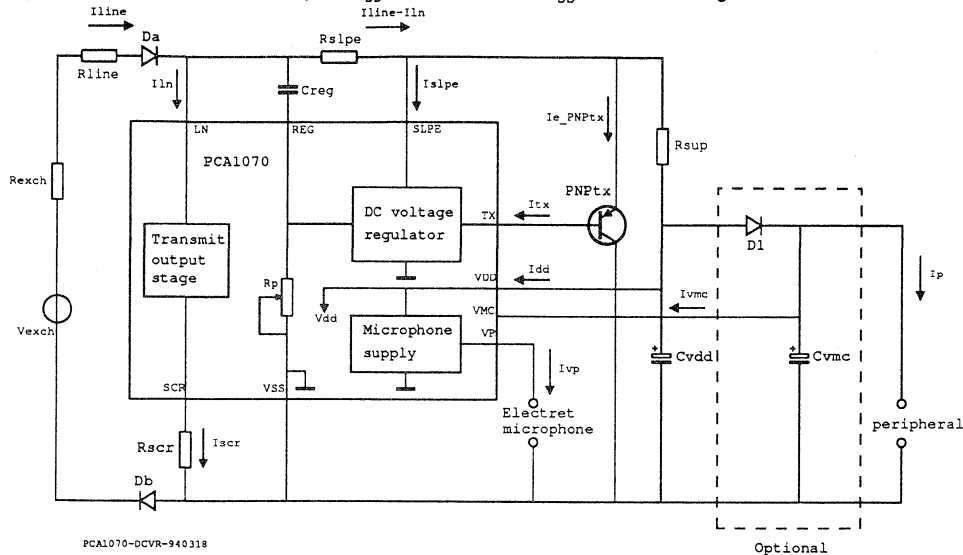 Iline
Iline-Iln
Da
Rslpe
Rline
Iln
Creg
Islpe
LN
REG
SLPE
Ie_PNPtx
PCA1070
Rsup
Rexch
PNPtx
DC voltage
regulator
TX
Itx
Transmit
output
stage
D1
Rp
VDD
Idd
Ip
Vexch
Vdd
VMC
Ivmc
Microphone
supply
VP
+
Cvdd
+
Cvmc
Ivp
SCR
VSS
Electret
microphone
peripheral
Rscr
Iscr
Db
PCA1070-DCVR-940318
Optional